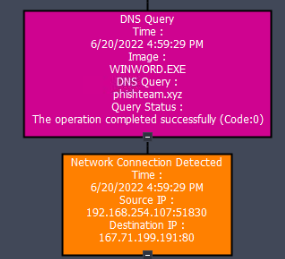 DNS Query
Time :
6/20/2022 4:59:29 PM
Image :
WINWORD.EXE
DNS Query :
phishteam.xyz
Query Status :
The operation completed successfully (Code:0)
Network Connection Detected
Time :
6/20/2022 4:59:29 PM
Source IP :
192.168.254.107:51830
Destination IP :
167.71.199.191:80